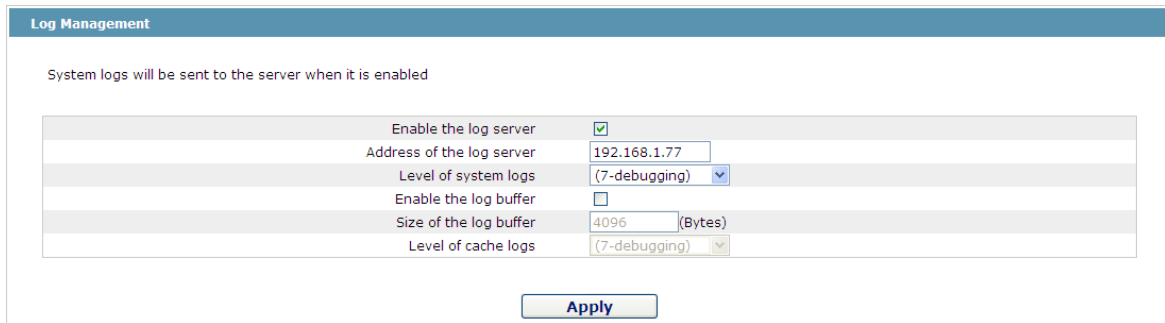 Log Management
System logs will be sent to the server when it is enabled
Enable the log server
Address of the log server 192.168.1.77
Level of system logs (7-debugging)
Enable the log buffer
Size of the log buffer 4096 (Bytes)
Level of cache logs (7-debugging)
Apply